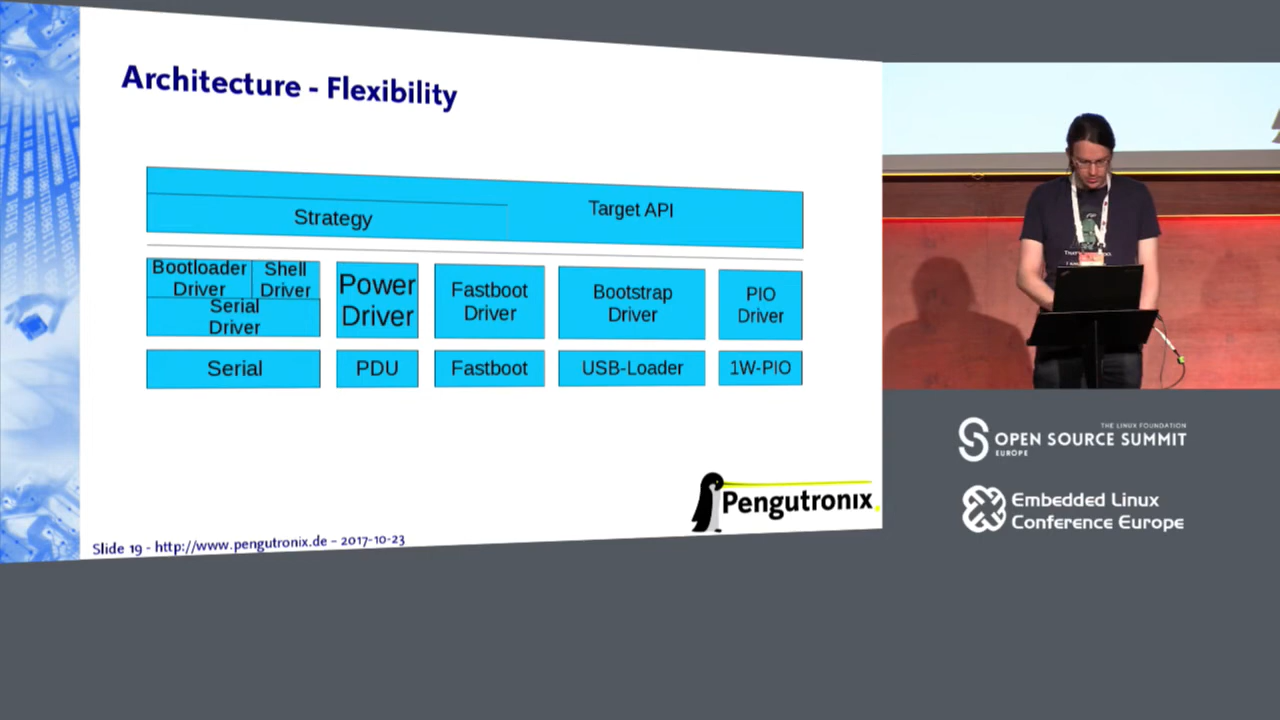 Architecture - Flexibility
Strategy
Target API
Bootloader
Driver
Shell
Driver
Serial
Driver
Power
Driver
Fastboot
Driver
Bootstrap
Driver
PIO
Driver
Serial
PDU
Fastboot
USB-Loader
1W-PIO
Pengutronix
Slide 19 - http://www.pengutronix.de – 2017-10-23
THE LINUX FOUNDATION
OPEN SOURCE SUMMIT
EUROPE
Embedded Linux
Conference Europe